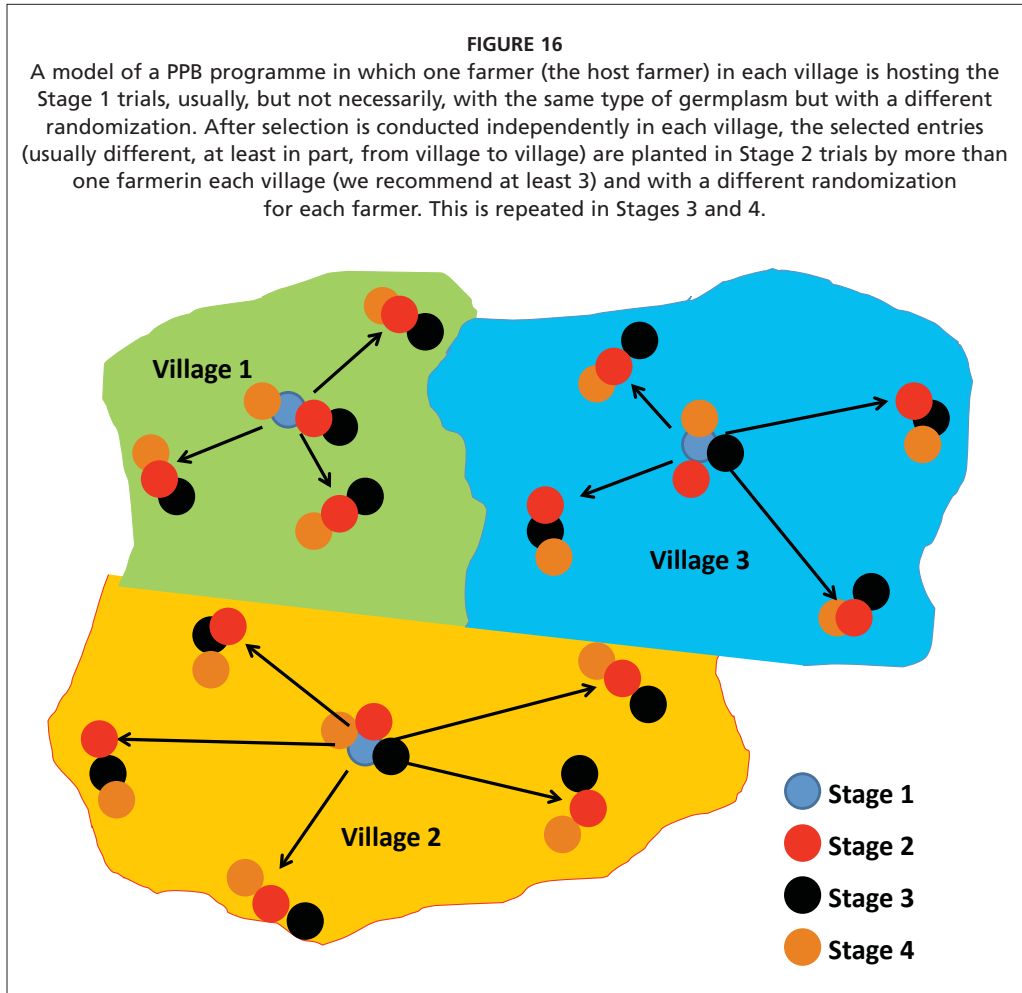 FIGURE 16
A model of a PPB programme in which one farmer (the host farmer) in each village is hosting the
Stage 1 trials, usually, but not necessarily, with the same type of germplasm but with a different
randomization. After selection is conducted independently in each village, the selected entries
(usually different, at least in part, from village to village) are planted in Stage 2 trials by more than
one farmerin each village (we recommend at least 3) and with a different randomization
for each farmer. This is repeated in Stages 3 and 4.
Village 1
Village 3
Village 2
Stage 1
Stage 2
Stage 3
Stage 4